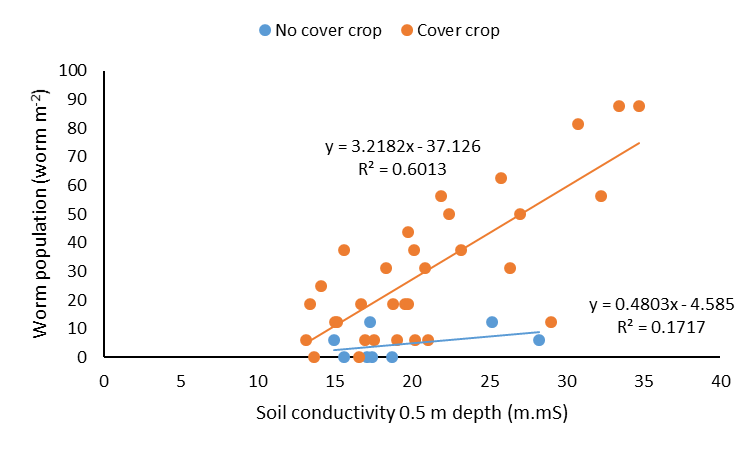 No cover crop Cover crop
100
90
80
70
60
50
40
30
20
10
0
Worm population (worm m⁻²)
y = 3.2182x - 37.126
R² = 0.6013
y = 0.4803x - 4.585
R² = 0.1717
0 5 10 15 20 25 30 35 40
Soil conductivity 0.5 m depth (m.mS)